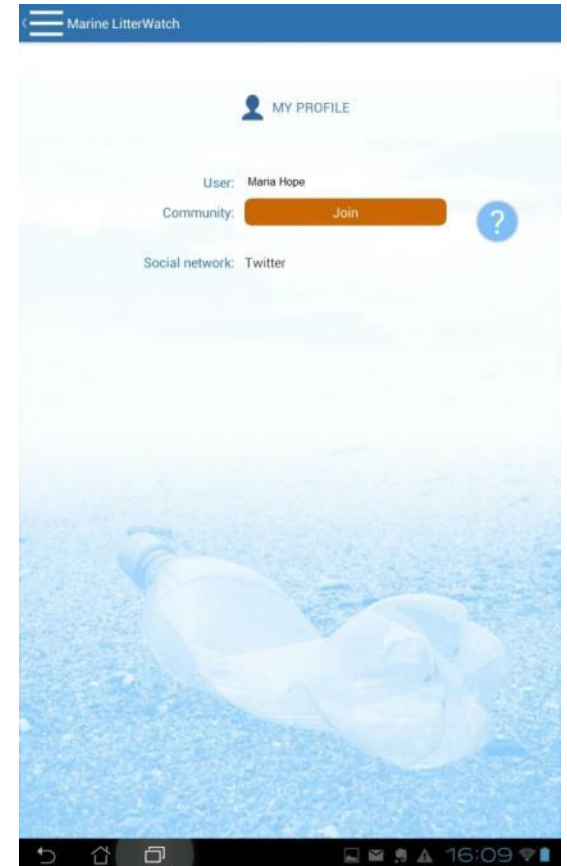 Marine LitterWatch
MY PROFILE
User: Maria Hope
Community: Join ?
Social network: Twitter
16:09